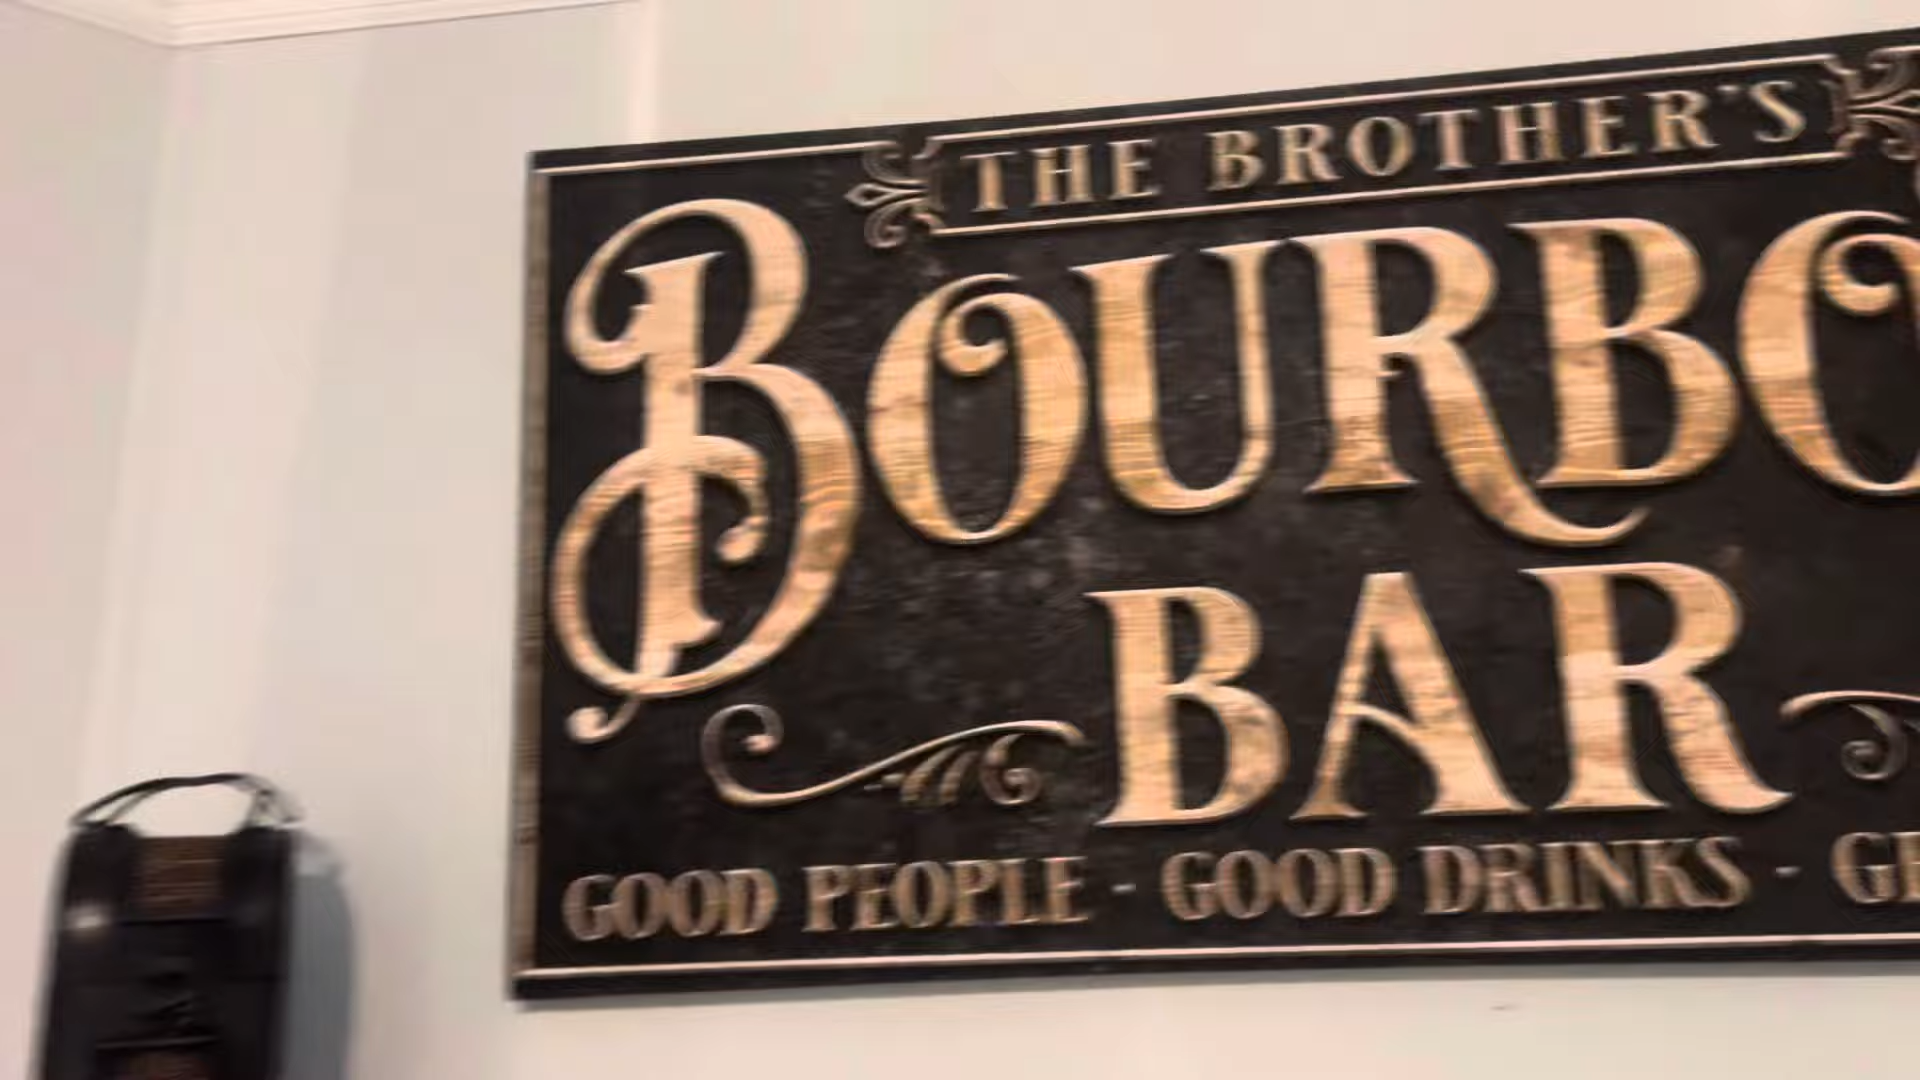 THE BROTHER'S
BOURBO
BAR
GOOD PEOPLE - GOOD DRINKS - G